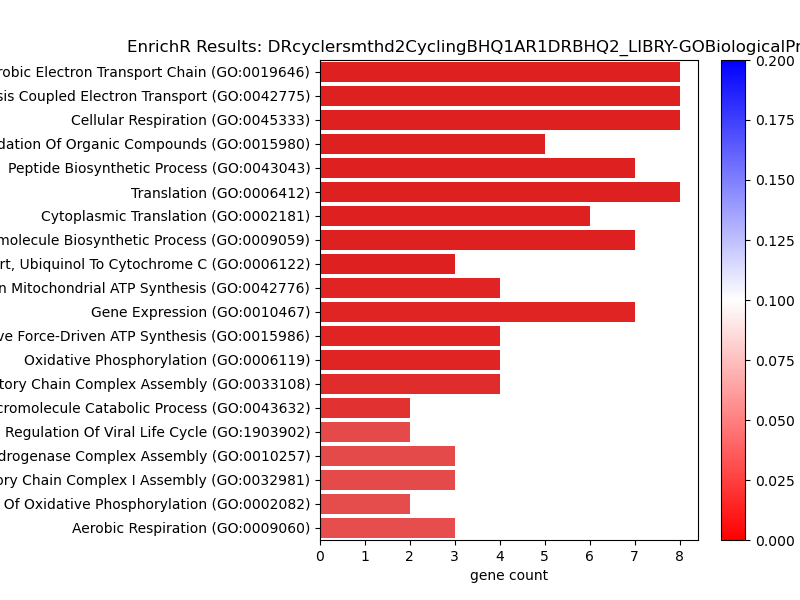 EnrichR Results: DRcyclersmthd2CyclingBHQ1AR1DRBHQ2_LIBRY-GOBiologicalPr
robic Electron Transport Chain (GO:0019646)
sis Coupled Electron Transport (GO:0042775)
Cellular Respiration (GO:0045333)
dation Of Organic Compounds (GO:0015980)
Peptide Biosynthetic Process (GO:0043043)
Translation (GO:0006412)
Cytoplasmic Translation (GO:0002181)
molecule Biosynthetic Process (GO:0009059)
rt, Ubiquinol To Cytochrome C (GO:0006122)
n Mitochondrial ATP Synthesis (GO:0042776)
Gene Expression (GO:0010467)
ve Force-Driven ATP Synthesis (GO:0015986)
Oxidative Phosphorylation (GO:0006119)
tory Chain Complex Assembly (GO:0033108)
cromolecule Catabolic Process (GO:0043632)
Regulation Of Viral Life Cycle (GO:1903902)
drogenase Complex Assembly (GO:0010257)
ory Chain Complex I Assembly (GO:0032981)
Of Oxidative Phosphorylation (GO:0002082)
Aerobic Respiration (GO:0009060)
0 1 2 3 4 5 6 7 8
gene count
0.200
0.175
0.150
0.125
0.100
0.075
0.050
0.025
0.000